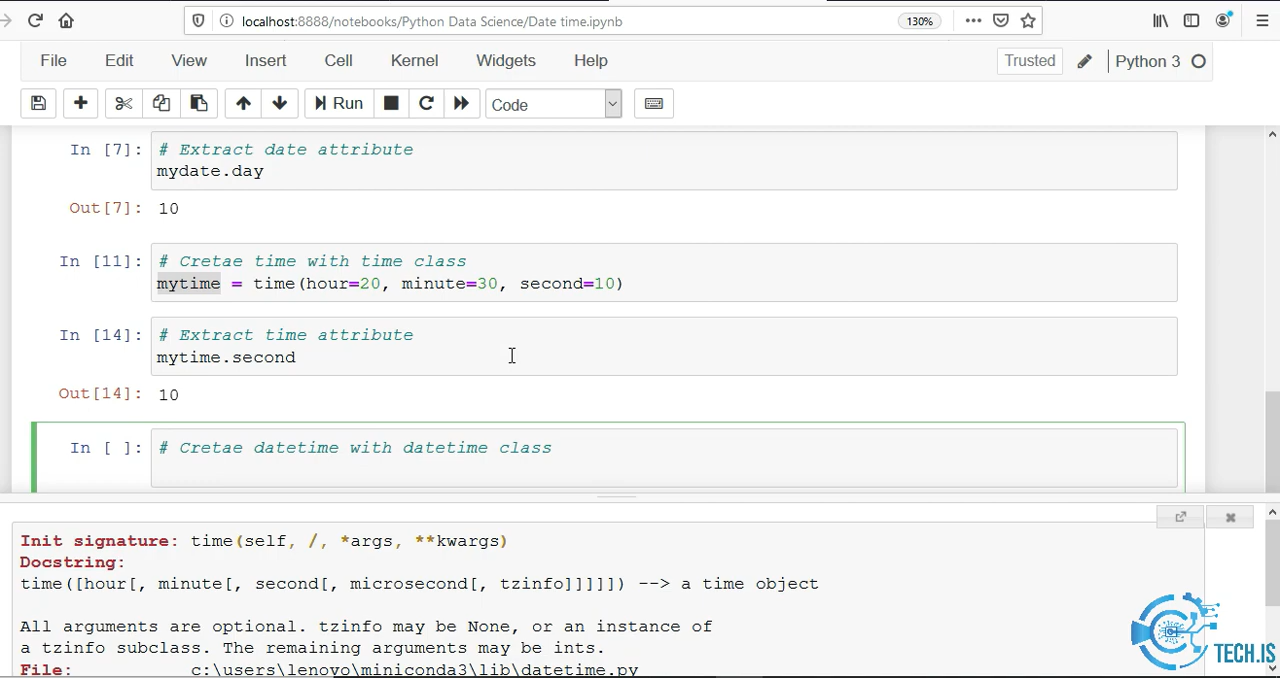 localhost:8888/notebooks/Python Data Science/Date time.ipynb 130%
File Edit View Insert Cell Kernel Widgets Help Trusted Python 3
Run Code
In [7]: # Extract date attribute
mydate.day
Out[7]: 10
In [11]: # Cretae time with time class
mytime = time(hour=20, minute=30, second=10)
In [14]: # Extract time attribute
mytime.second
Out[14]: 10
In [ ]: # Cretae datetime with datetime class
Init signature: time(self, /, *args, **kwargs)
Docstring:
time([hour[, minute[, second[, microsecond[, tzinfo]]]]]) --> a time object
All arguments are optional. tzinfo may be None, or an instance of
a tzinfo subclass. The remaining arguments may be ints.
File: c:\users\lenovo\miniconda3\lib\datetime.py
TECH.IS